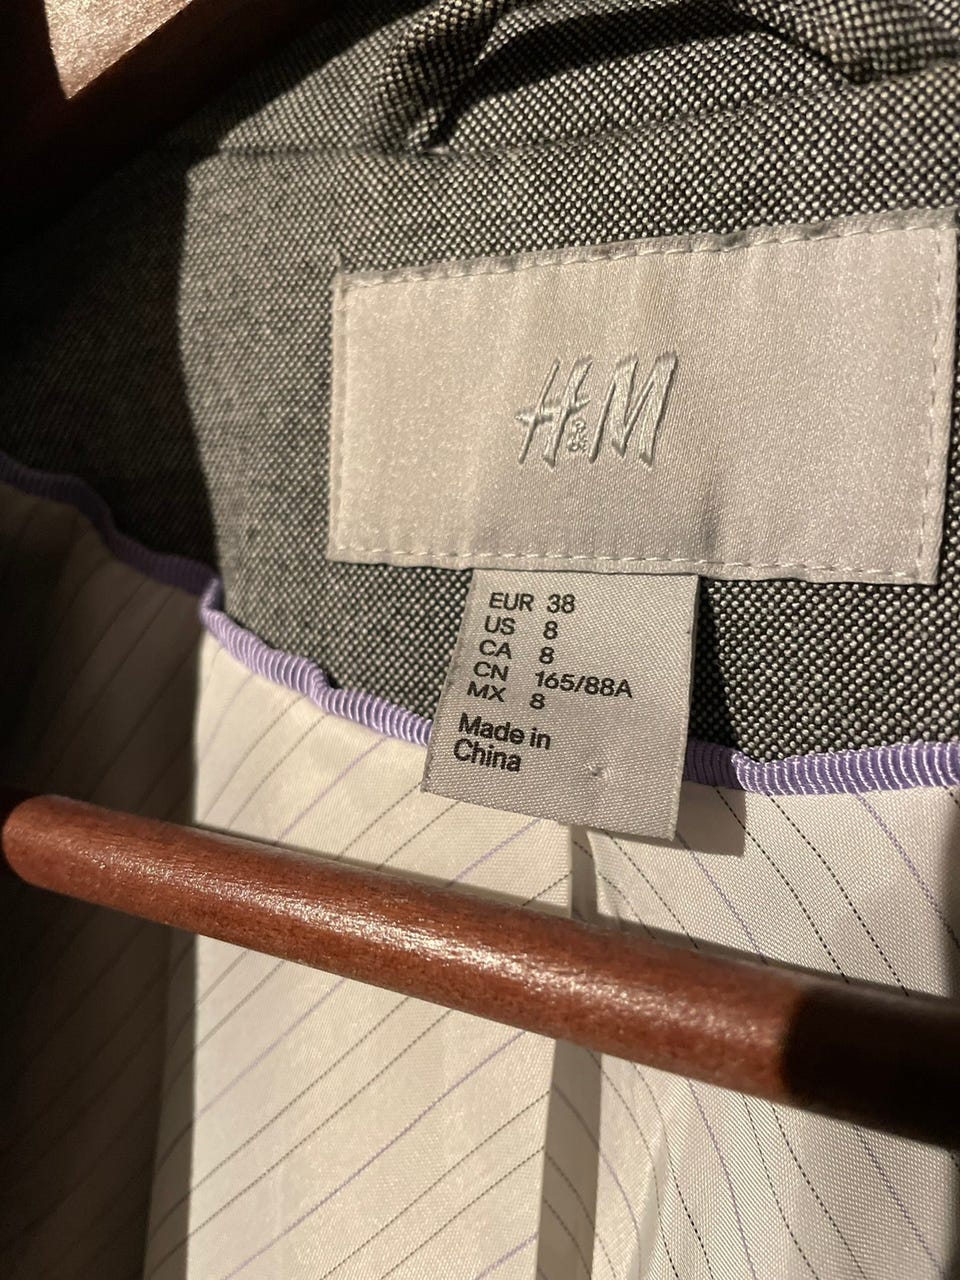 H&M
EUR 38
US 8
CA 8
CN 165/88A
MX 8
Made in
China